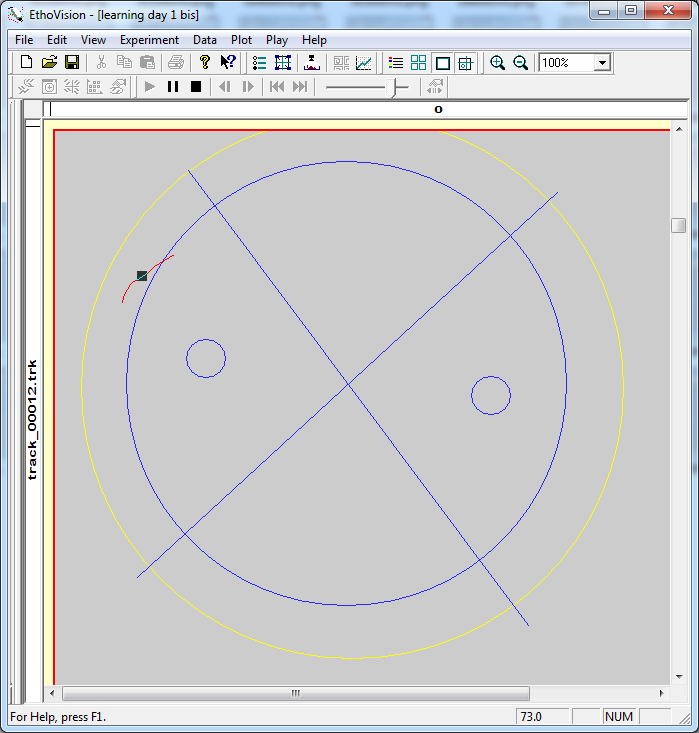 EthoVision - [learning day 1 bis]
File Edit View Experiment Data Plot Play Help
100%
0
track_00012.trk
For Help, press F1.
73.0
NUM